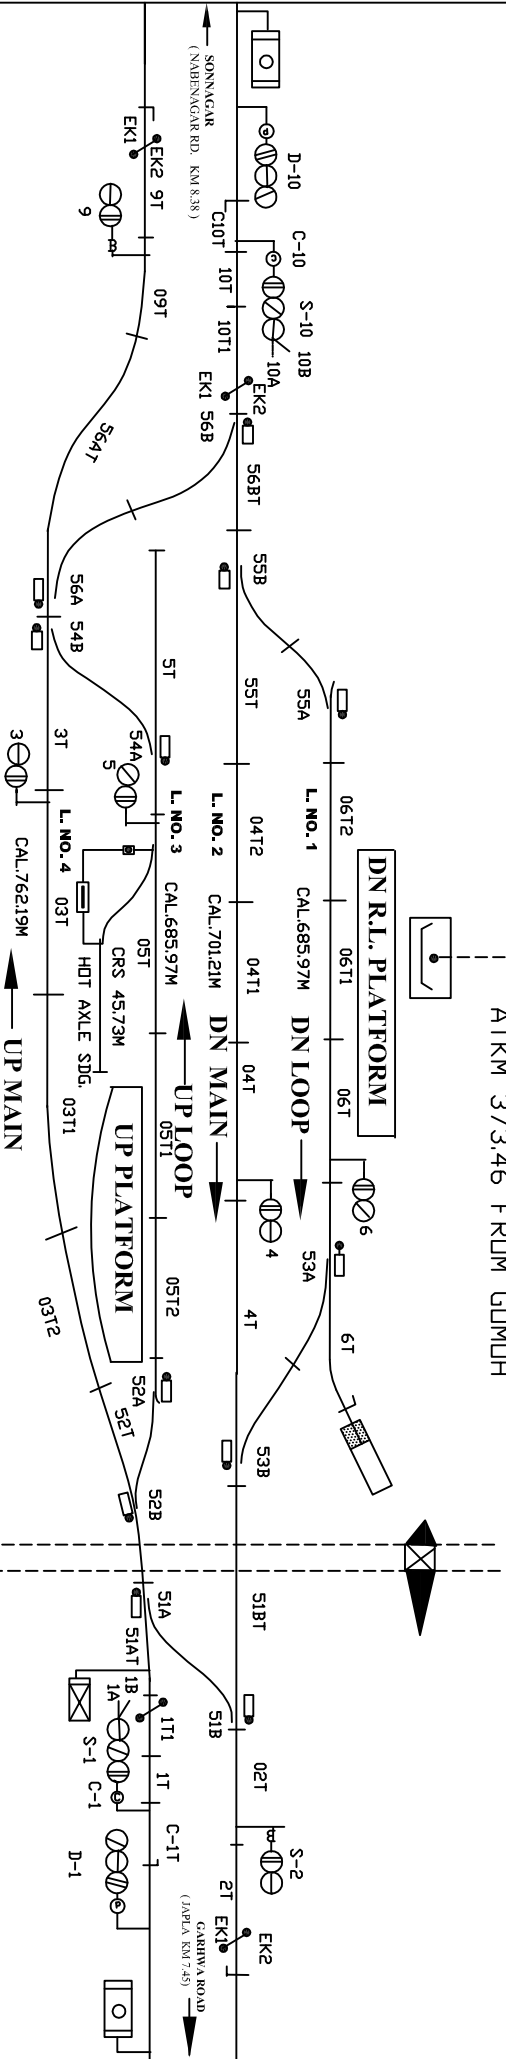 SONNAGAR
( NABENAGAR RD. KM 8.38 )
D-10
P
C10T
C-10
C
S-10
10B
10A
10T
10T1
EK1
EK2
9T
9
B
09T
56AT
EK1
EK2
56B
56BT
56A
54B
55B
55T
55A
5T
54A
5
3T
3
L. NO. 4
L. NO. 3
L. NO. 2
L. NO. 1
06T2
04T2
03T
05T
CAL.762.19M
CAL.685.97M
CAL.701.21M
CAL.685.97M
CRS 45.73M
HOT AXLE SDG.
DN R.L. PLATFORM
ATKM 373.46 FROM GOMOH
06T1
04T1
06T
04T
UP MAIN
UP LOOP
DN MAIN
DN LOOP
03T1
05T1
UP PLATFORM
6
4
53A
6T
4T
05T2
03T2
52A
52T
52B
53B
51BT
51A
51AT
51B
1B
1A
1T1
S-1
C-1
C
1T
C-1T
D-1
P
02T
S-2
B
2T
EK1
EK2
GARHWA ROAD
( JAPLA KM 7.45)